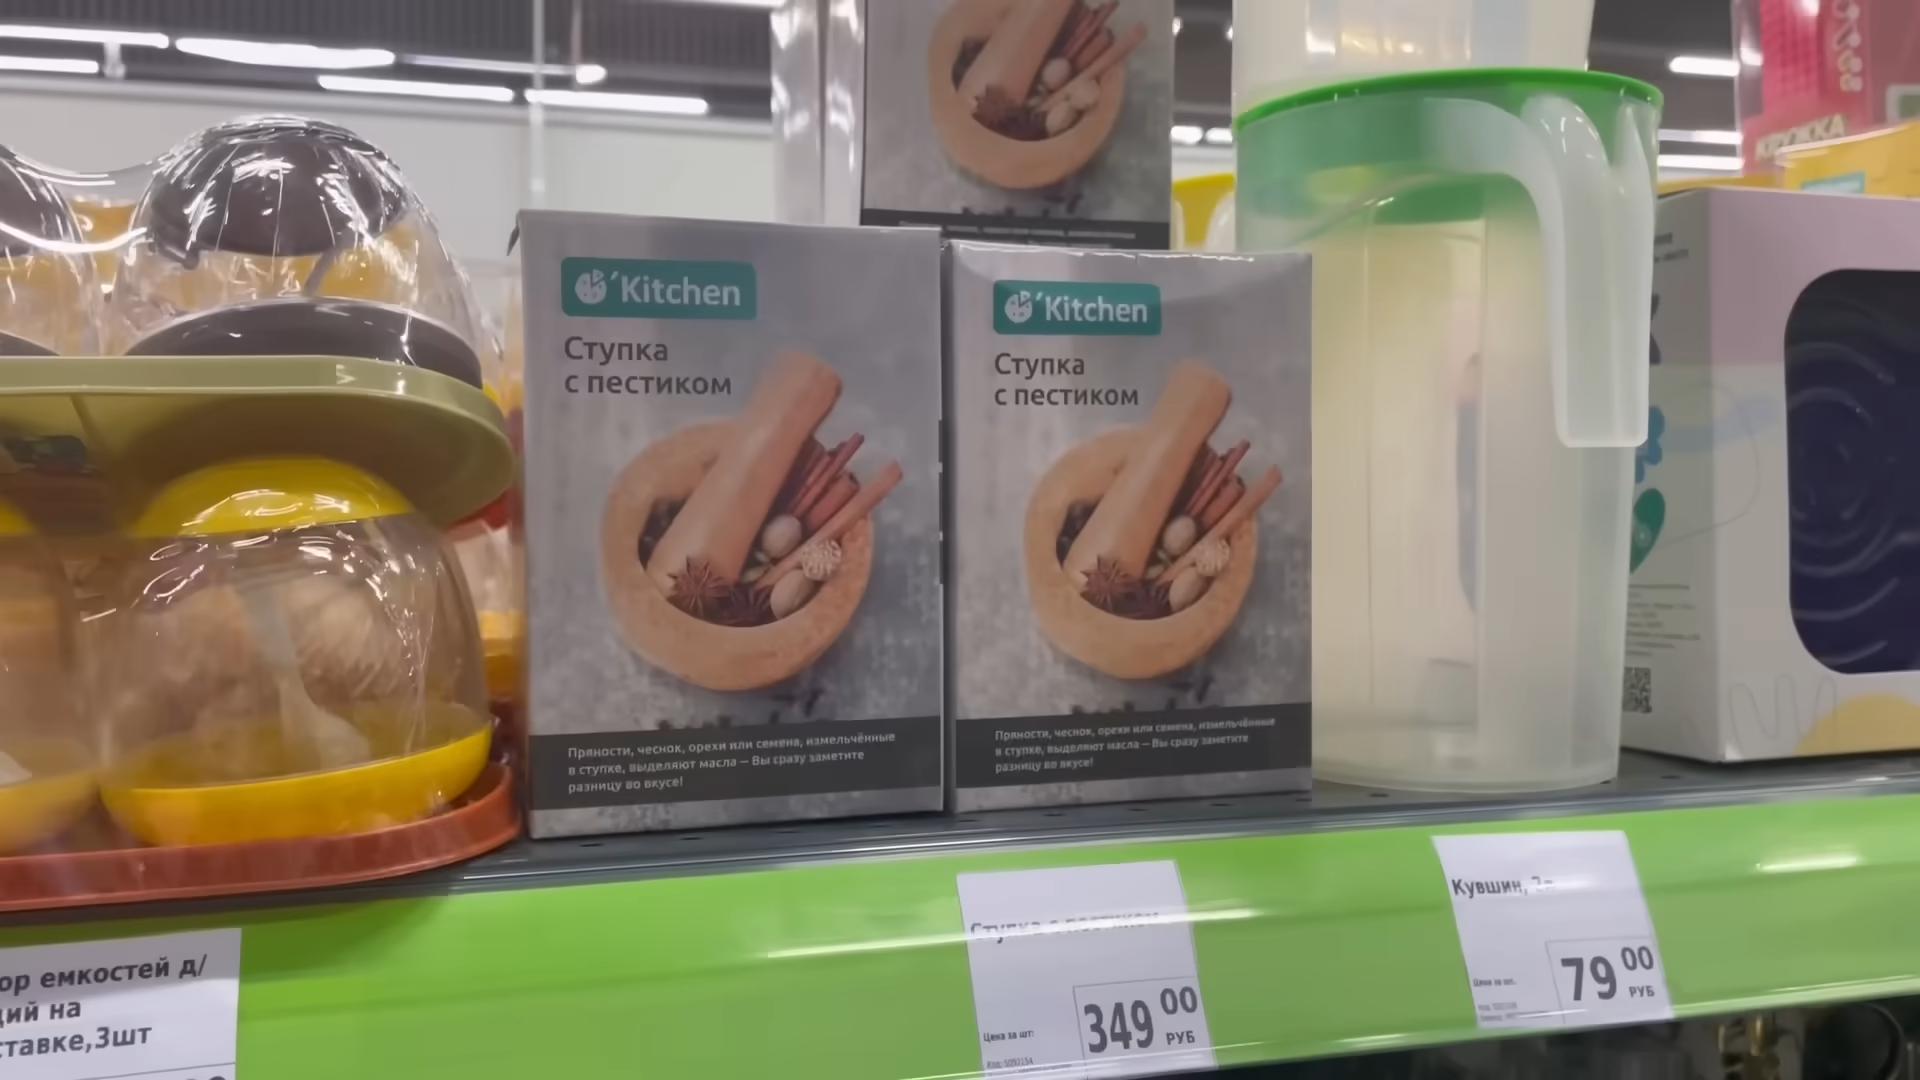 КРУЖКА
´Kitchen
Ступка
с пестиком
Пряности, чеснок, орехи или семена, измельчённые
в ступке, выделяют масла — Вы сразу заметите
разницу во вкусе!
´Kitchen
Ступка
с пестиком
Пряности, чеснок, орехи или семена, измельчённые
в ступке, выделяют масла — Вы сразу заметите
разницу во вкусе!
ор емкостей д/
ций на
ставке,3шт
Ступка с пестиком
Цена за шт:
349 00
РУБ
Кувшин, 2л
Цена за шт.
79 00
РУБ